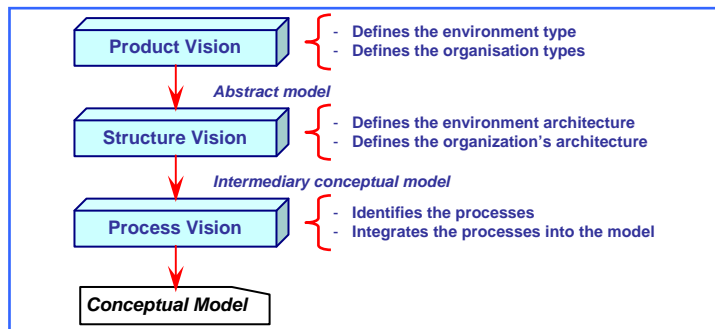 Product Vision
- Defines the environment type
- Defines the organisation types
Abstract model
Structure Vision
- Defines the environment architecture
- Defines the organization's architecture
Intermediary conceptual model
Process Vision
- Identifies the processes
- Integrates the processes into the model
Conceptual Model